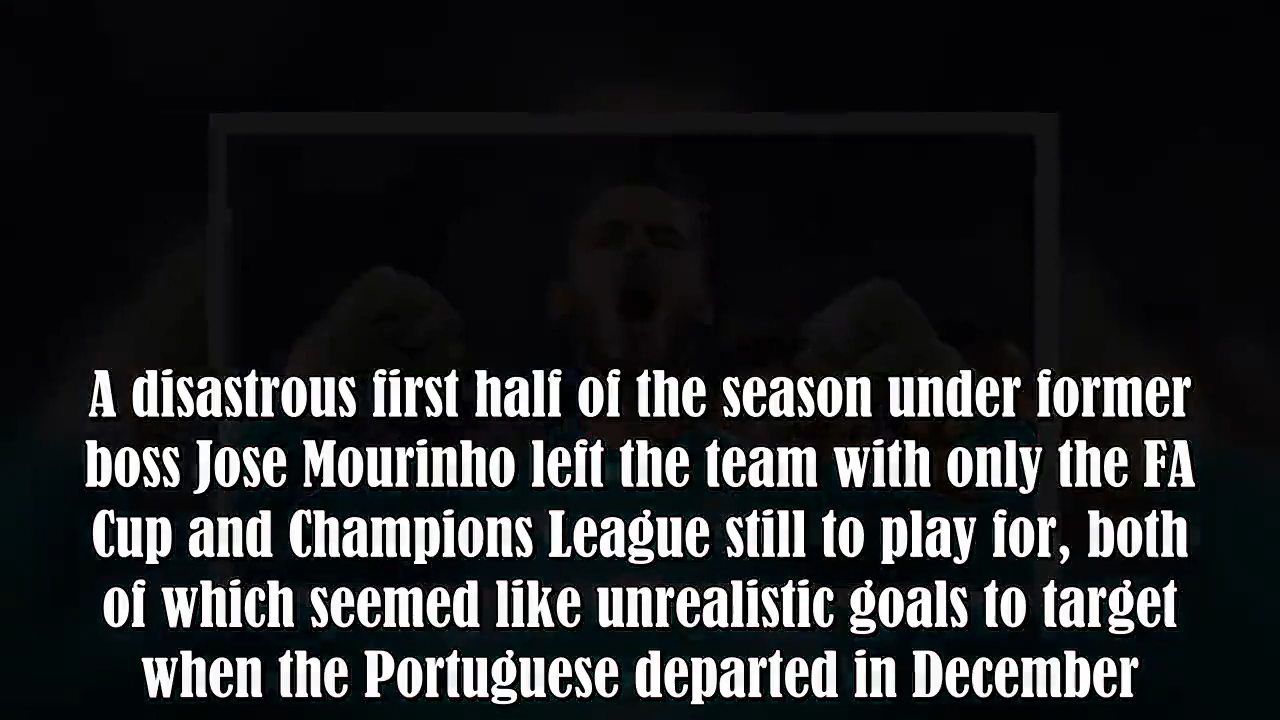 A disastrous first half of the season under former
boss Jose Mourinho left the team with only the FA
Cup and Champions League still to play for, both
of which seemed like unrealistic goals to target
when the Portuguese departed in December